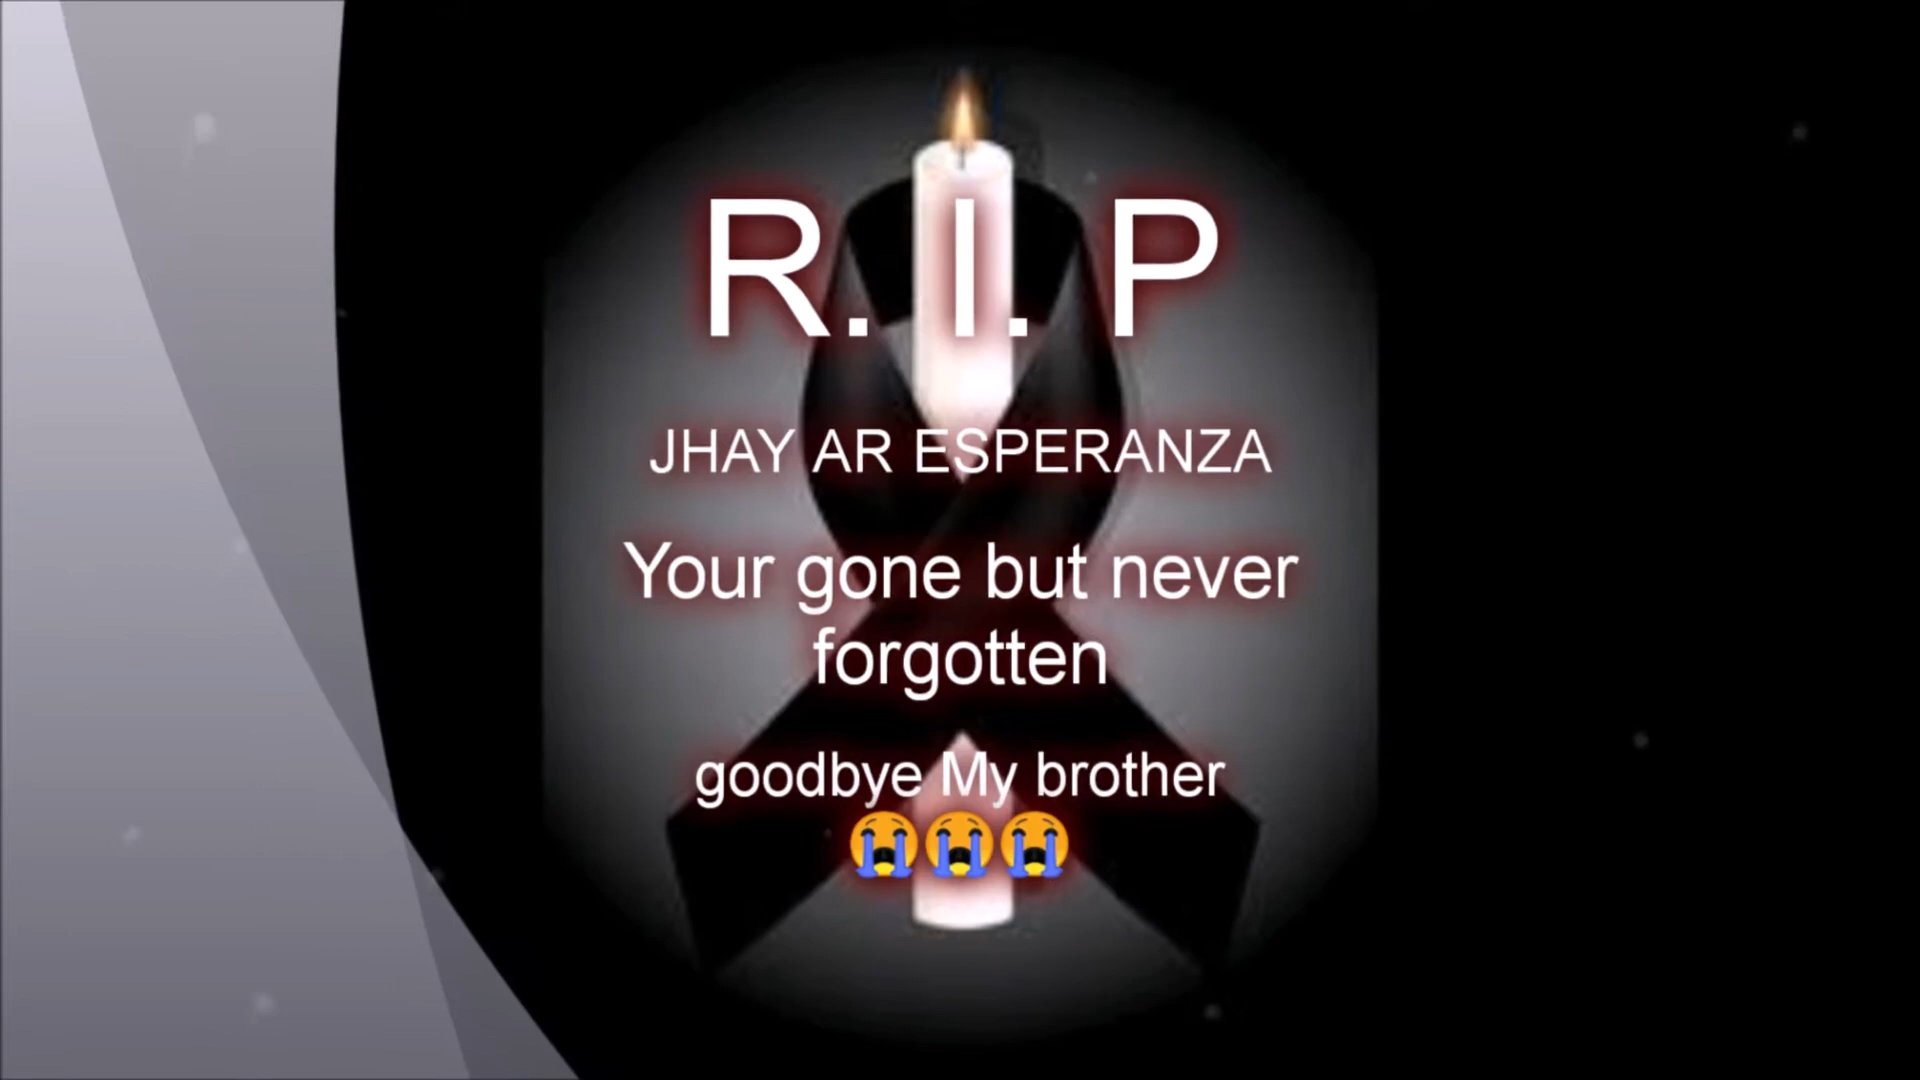 R. I. P
JHAY AR ESPERANZA
Your gone but never
forgotten
goodbye My brother
😭😭😭